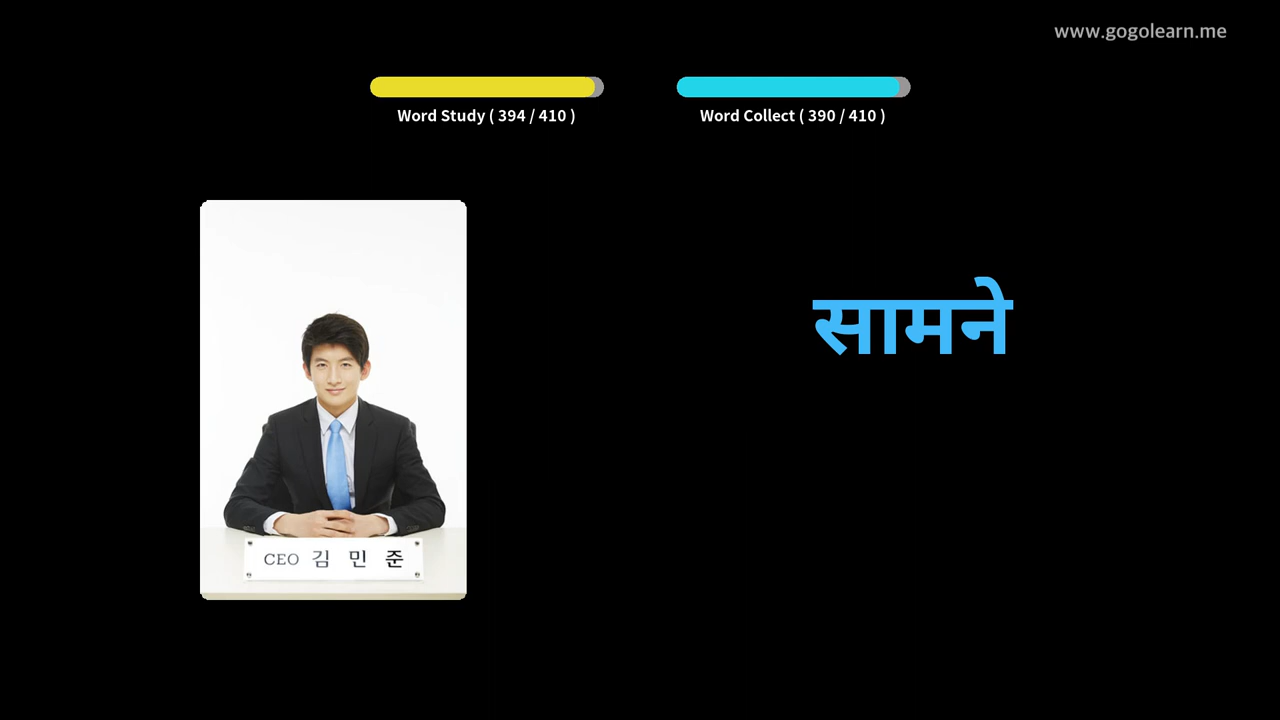 www.gogolearn.me
Word Study ( 394 / 410 )
Word Collect ( 390 / 410 )
सामने
CEO 김 민 준